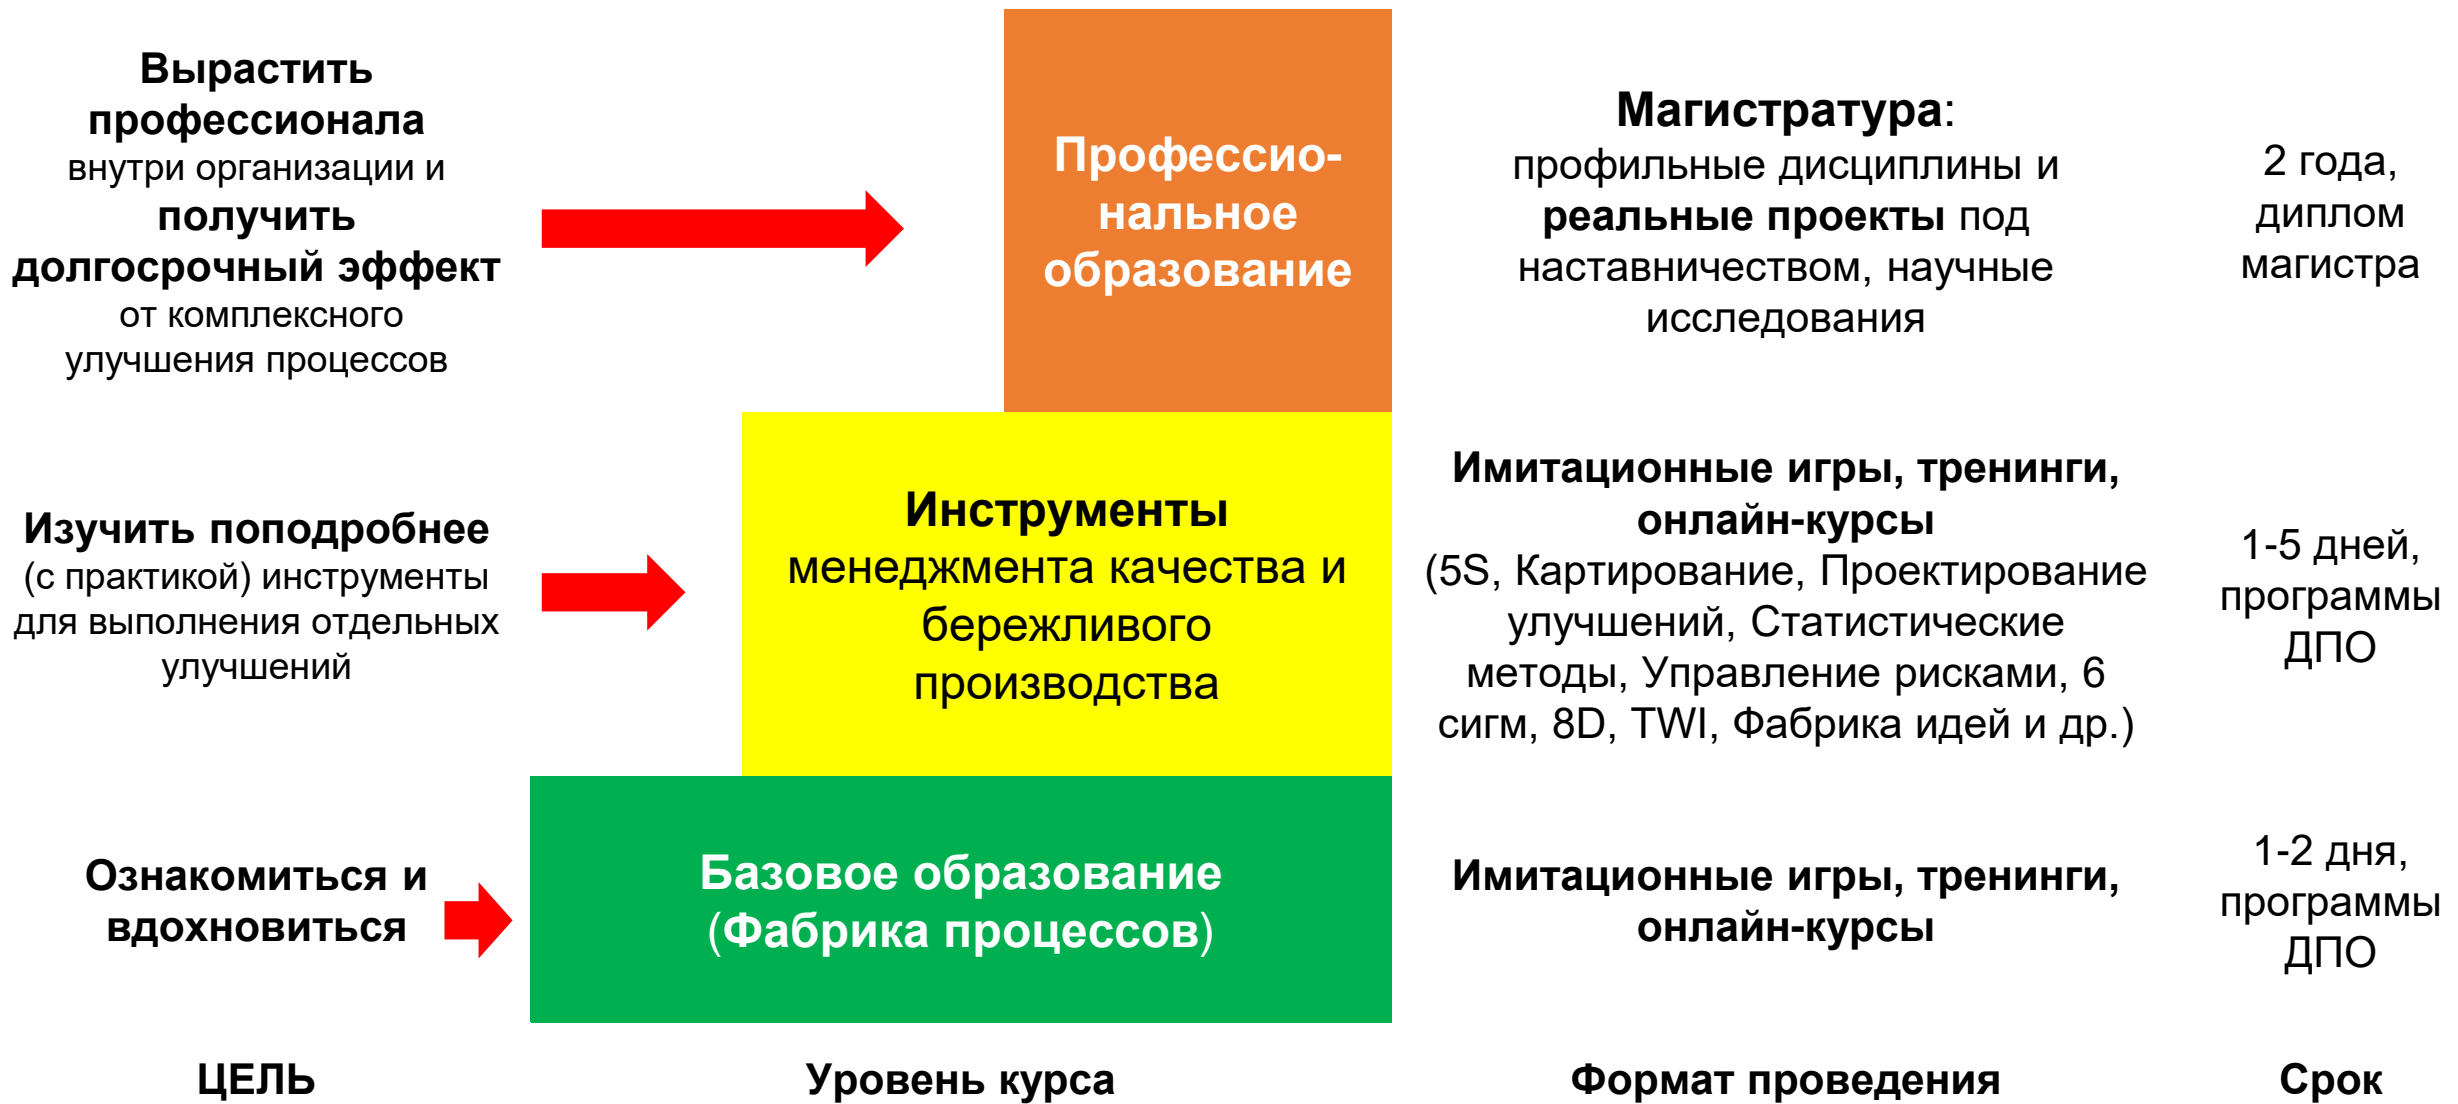 Вырастить
профессионала
внутри организации и
получить
долгосрочный эффект
от комплексного
улучшения процессов
Профессио-
нальное
образование
Магистратура:
профильные дисциплины и
реальные проекты под
наставничеством, научные
исследования
2 года,
диплом
магистра
Изучить поподробнее
(с практикой) инструменты
для выполнения отдельных
улучшений
Инструменты
менеджмента качества и
бережливого
производства
Имитационные игры, тренинги,
онлайн-курсы
(5S, Картирование, Проектирование
улучшений, Статистические
методы, Управление рисками, 6
сигм, 8D, TWI, Фабрика идей и др.)
1-5 дней,
программы
ДПО
Ознакомиться и
вдохновиться
Базовое образование
(Фабрика процессов)
Имитационные игры, тренинги,
онлайн-курсы
1-2 дня,
программы
ДПО
ЦЕЛЬ
Уровень курса
Формат проведения
Срок